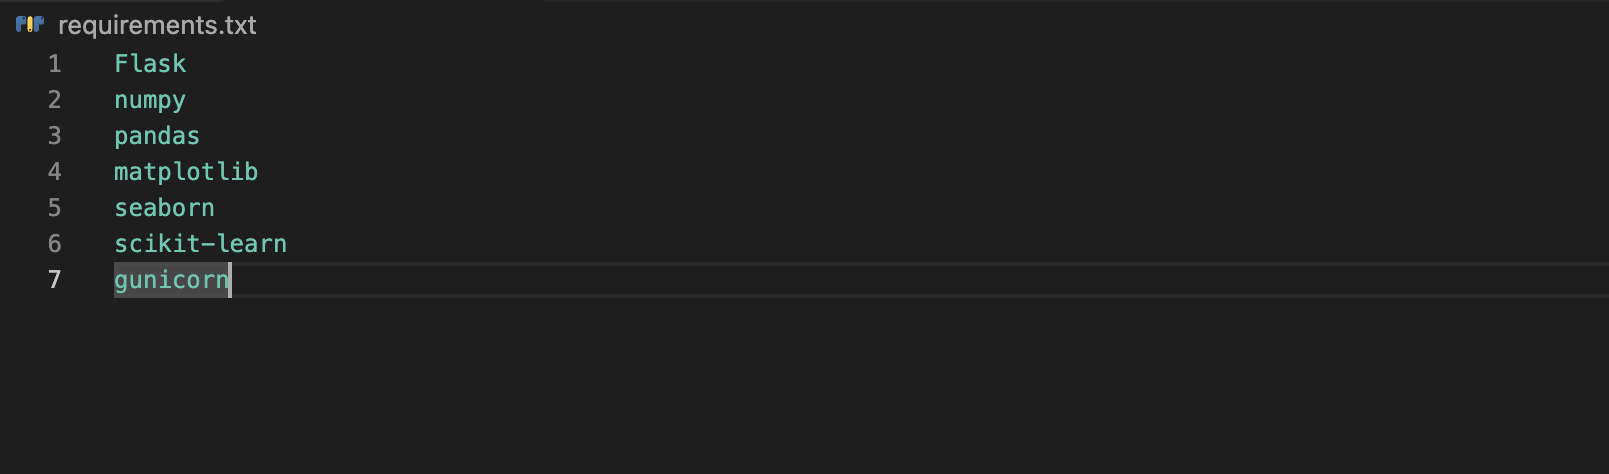 requirements.txt
1 Flask
2 numpy
3 pandas
4 matplotlib
5 seaborn
6 scikit-learn
7 gunicorn